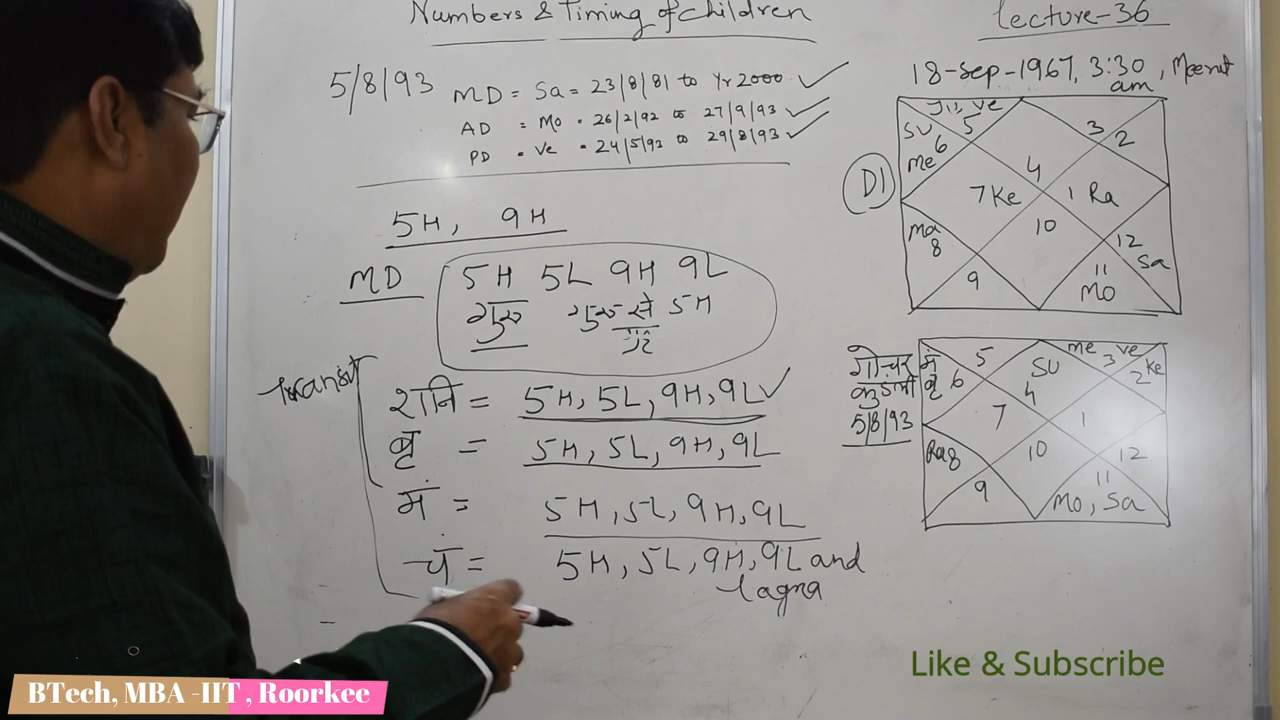 Numbers & Timing of children
Lecture-36
5/8/93
MD = Sa = 23/8/81 to Yr 2000 ✓
AD = Mo = 26/2/92 to 27/9/93 ✓
PD = Ve = 24/5/93 to 29/8/93 ✓
18-Sep-1967, 3:30 am, Meerut
D1
Ju, Ve
5
Su
6
Me
3
2
4
7 Ke
1 Ra
10
Ma
8
12
Sa
9
11
Mo
5H, 9H
MD
5H 5L 9H 9L
गुरु गुरु से 5H
transit
शनि = 5H, 5L, 9H, 9L ✓
बृ = 5H, 5L, 9H, 9L
मं = 5H, 5L, 9H, 9L
चं = 5H, 5L, 9H, 9L and
Lagna
गोचर
कुंडली
5/8/93
मं
बृ
6
5
Su
4
me
3
ve
2
Ke
7
1
Ra 8
10
12
9
11
Mo, Sa
Like & Subscribe
BTech, MBA -IIT , Roorkee